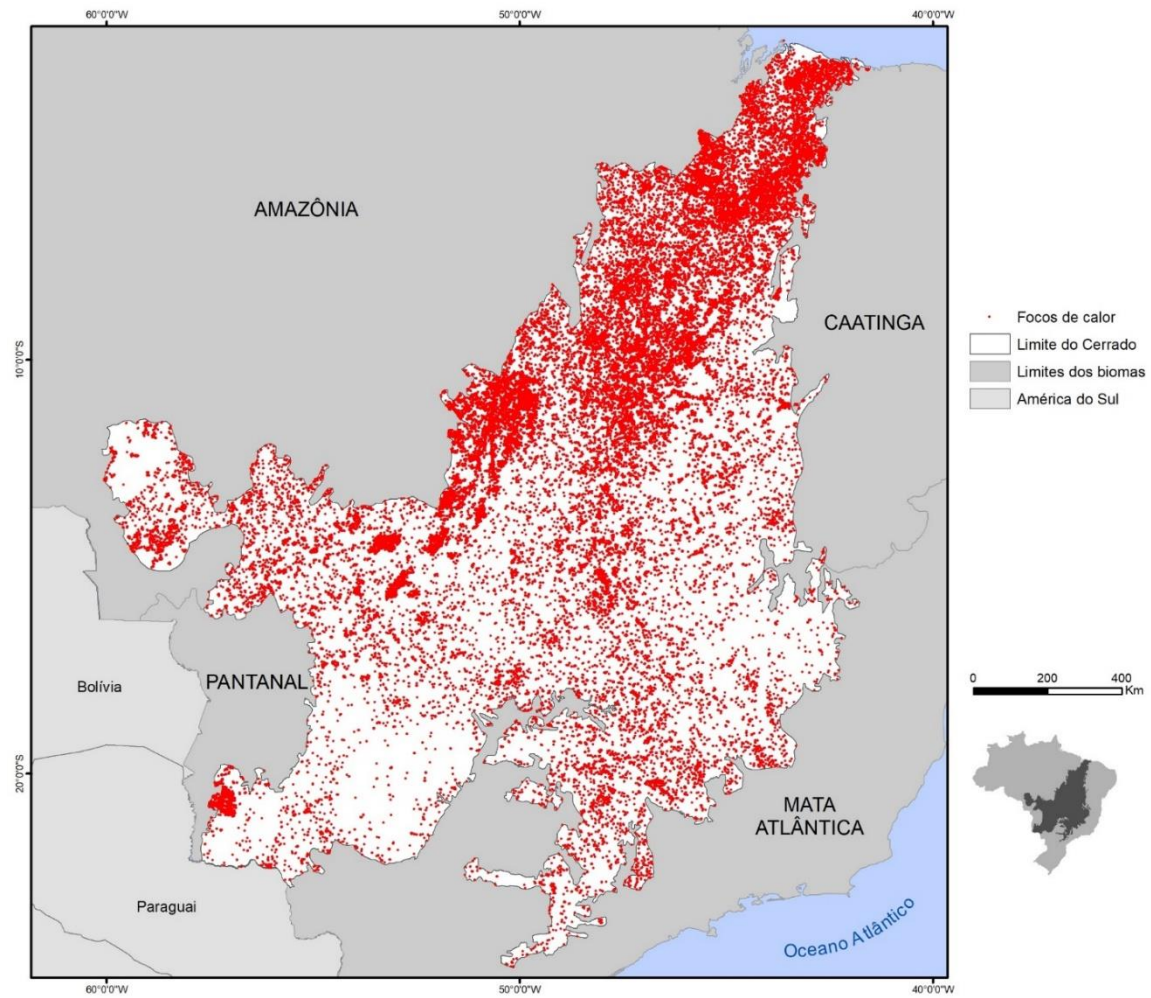 60°0'0"W
50°0'0"W
40°0'0"W
AMAZÔNIA
CAATINGA
10°0'0"S
PANTANAL
Bolívia
20°0'0"S
MATA
ATLÂNTICA
Paraguai
Oceano Atlântico
60°0'0"W
50°0'0"W
40°0'0"W
Focos de calor
Limite do Cerrado
Limites dos biomas
América do Sul
0 200 400
Km